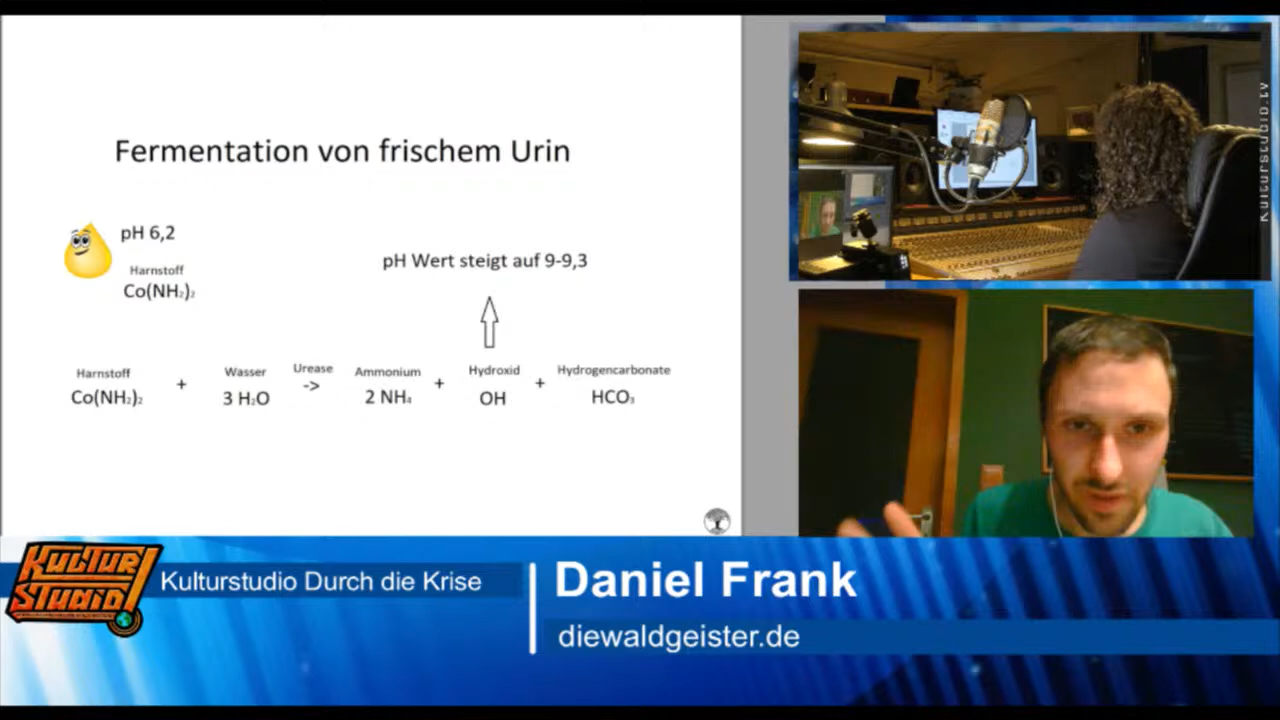 Fermentation von frischem Urin
pH 6,2
Harnstoff
Co(NH₂)₂
pH Wert steigt auf 9-9,3
Harnstoff
Co(NH₂)₂
+
Wasser
3 H₂O
Urease
->
Ammonium
2 NH₄
+
Hydroxid
OH
+
Hydrogencarbonate
HCO₃
Kulturstudio.tv
KULTUR
STUDIO!
Kulturstudio Durch die Krise
Daniel Frank
diewaldgeister.de